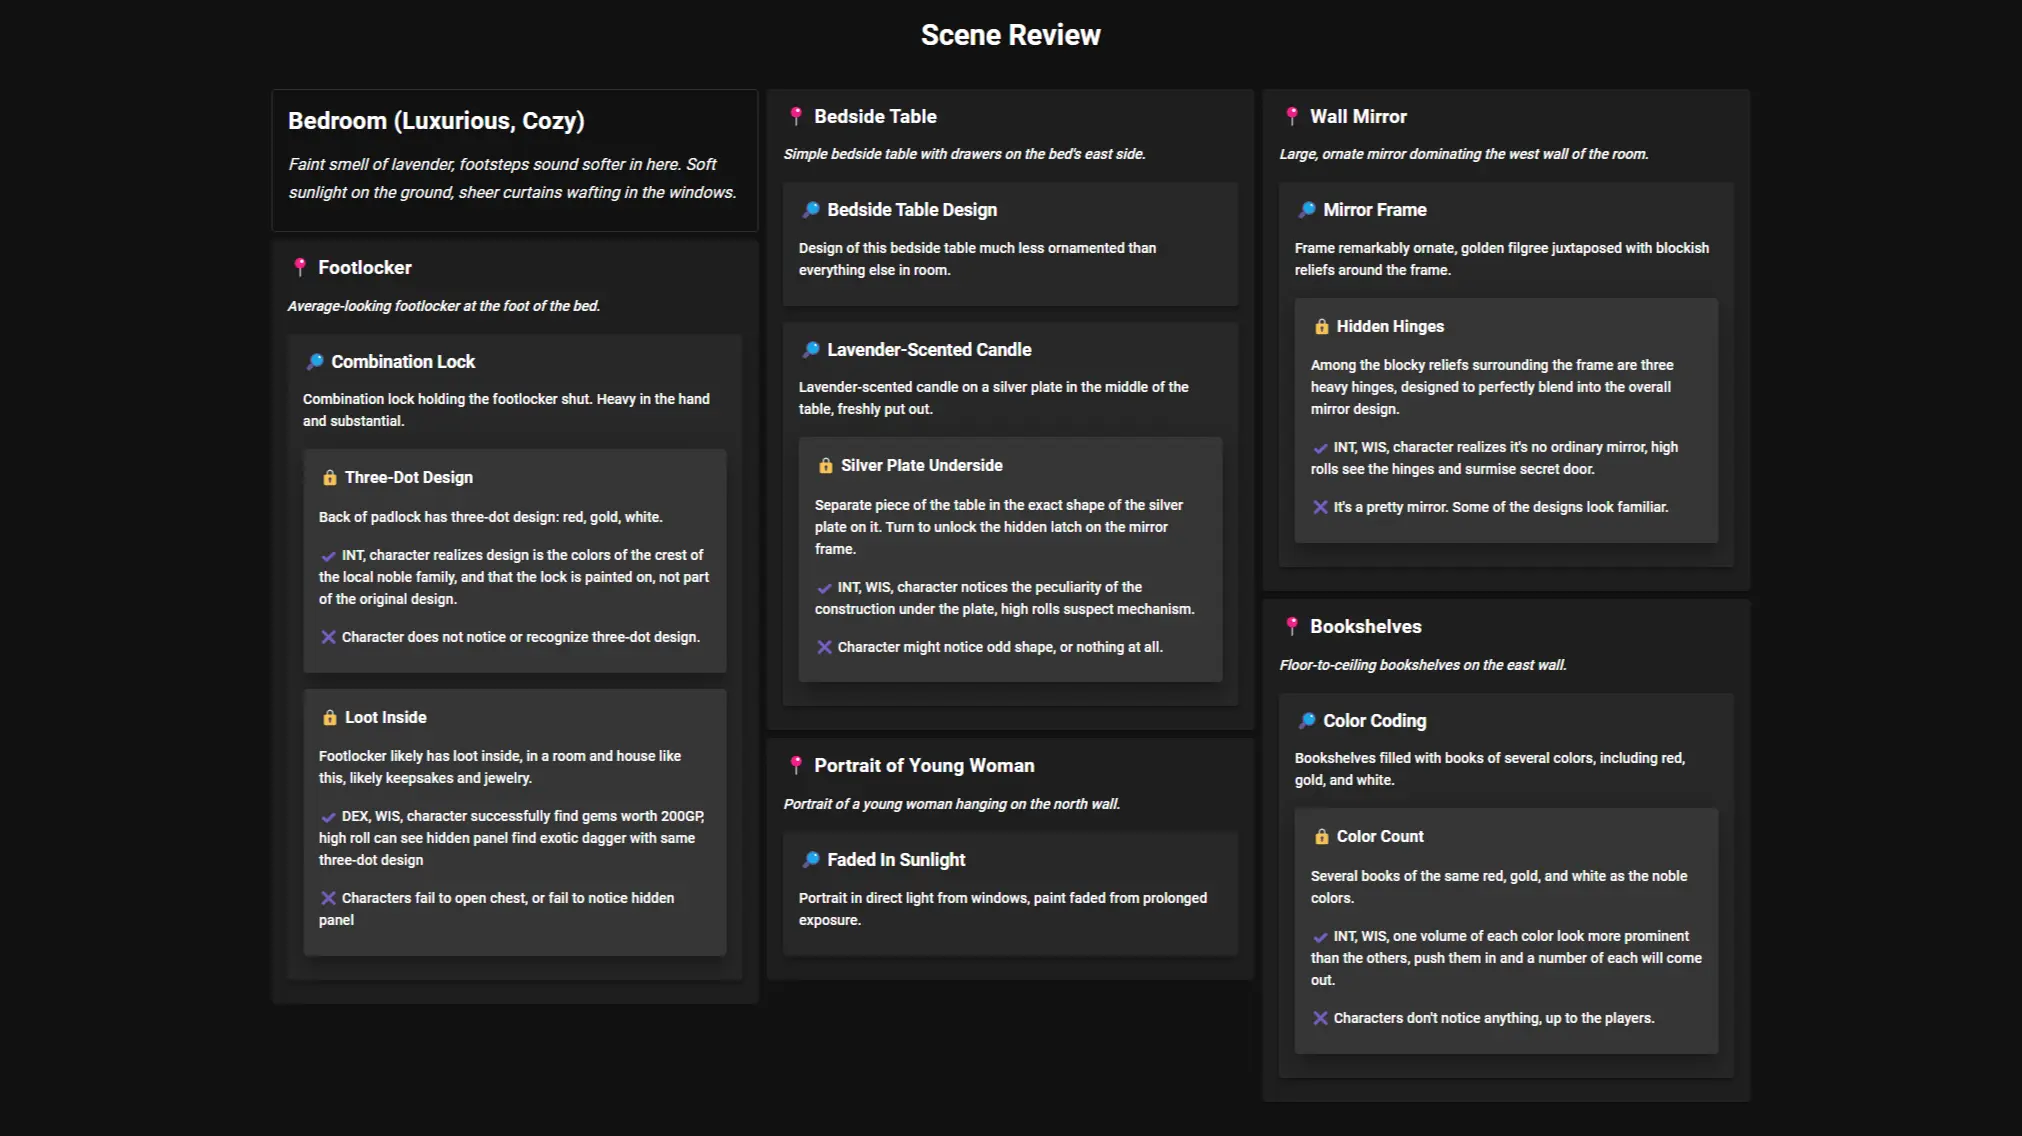 Scene Review
Bedroom (Luxurious, Cozy)
Faint smell of lavender, footsteps sound softer in here. Soft
sunlight on the ground, sheer curtains wafting in the windows.
Footlocker
Average-looking footlocker at the foot of the bed.
Combination Lock
Combination lock holding the footlocker shut. Heavy in the hand
and substantial.
Three-Dot Design
Back of padlock has three-dot design: red, gold, white.
INT, character realizes design is the colors of the crest of
the local noble family, and that the lock is painted on, not part
of the original design.
Character does not notice or recognize three-dot design.
Loot Inside
Footlocker likely has loot inside, in a room and house like
this, likely keepsakes and jewelry.
DEX, WIS, character successfully find gems worth 200GP,
high roll can see hidden panel find exotic dagger with same
three-dot design
Characters fail to open chest, or fail to notice hidden
panel
Bedside Table
Simple bedside table with drawers on the bed's east side.
Bedside Table Design
Design of this bedside table much less ornamented than
everything else in room.
Lavender-Scented Candle
Lavender-scented candle on a silver plate in the middle of the
table, freshly put out.
Silver Plate Underside
Separate piece of the table in the exact shape of the silver
plate on it. Turn to unlock the hidden latch on the mirror
frame.
INT, WIS, character notices the peculiarity of the
construction under the plate, high rolls suspect mechanism.
Character might notice odd shape, or nothing at all.
Portrait of Young Woman
Portrait of a young woman hanging on the north wall.
Faded In Sunlight
Portrait in direct light from windows, paint faded from prolonged
exposure.
Wall Mirror
Large, ornate mirror dominating the west wall of the room.
Mirror Frame
Frame remarkably ornate, golden filgree juxtaposed with blockish
reliefs around the frame.
Hidden Hinges
Among the blocky reliefs surrounding the frame are three
heavy hinges, designed to perfectly blend into the overall
mirror design.
INT, WIS, character realizes it's no ordinary mirror, high
rolls see the hinges and surmise secret door.
It's a pretty mirror. Some of the designs look familiar.
Bookshelves
Floor-to-ceiling bookshelves on the east wall.
Color Coding
Bookshelves filled with books of several colors, including red,
gold, and white.
Color Count
Several books of the same red, gold, and white as the noble
colors.
INT, WIS, one volume of each color look more prominent
than the others, push them in and a number of each will come
out.
Characters don't notice anything, up to the players.